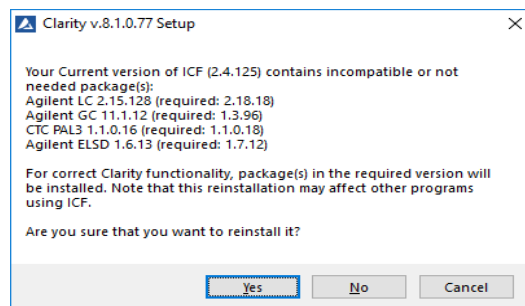 Clarity v.8.1.0.77 Setup
Your Current version of ICF (2.4.125) contains incompatible or not
needed package(s):
Agilent LC 2.15.128 (required: 2.18.18)
Agilent GC 11.1.12 (required: 1.3.96)
CTC PAL3 1.1.0.16 (required: 1.1.0.18)
Agilent ELSD 1.6.13 (required: 1.7.12)
For correct Clarity functionality, package(s) in the required version will
be installed. Note that this reinstallation may affect other programs
using ICF.
Are you sure that you want to reinstall it?
Yes No Cancel